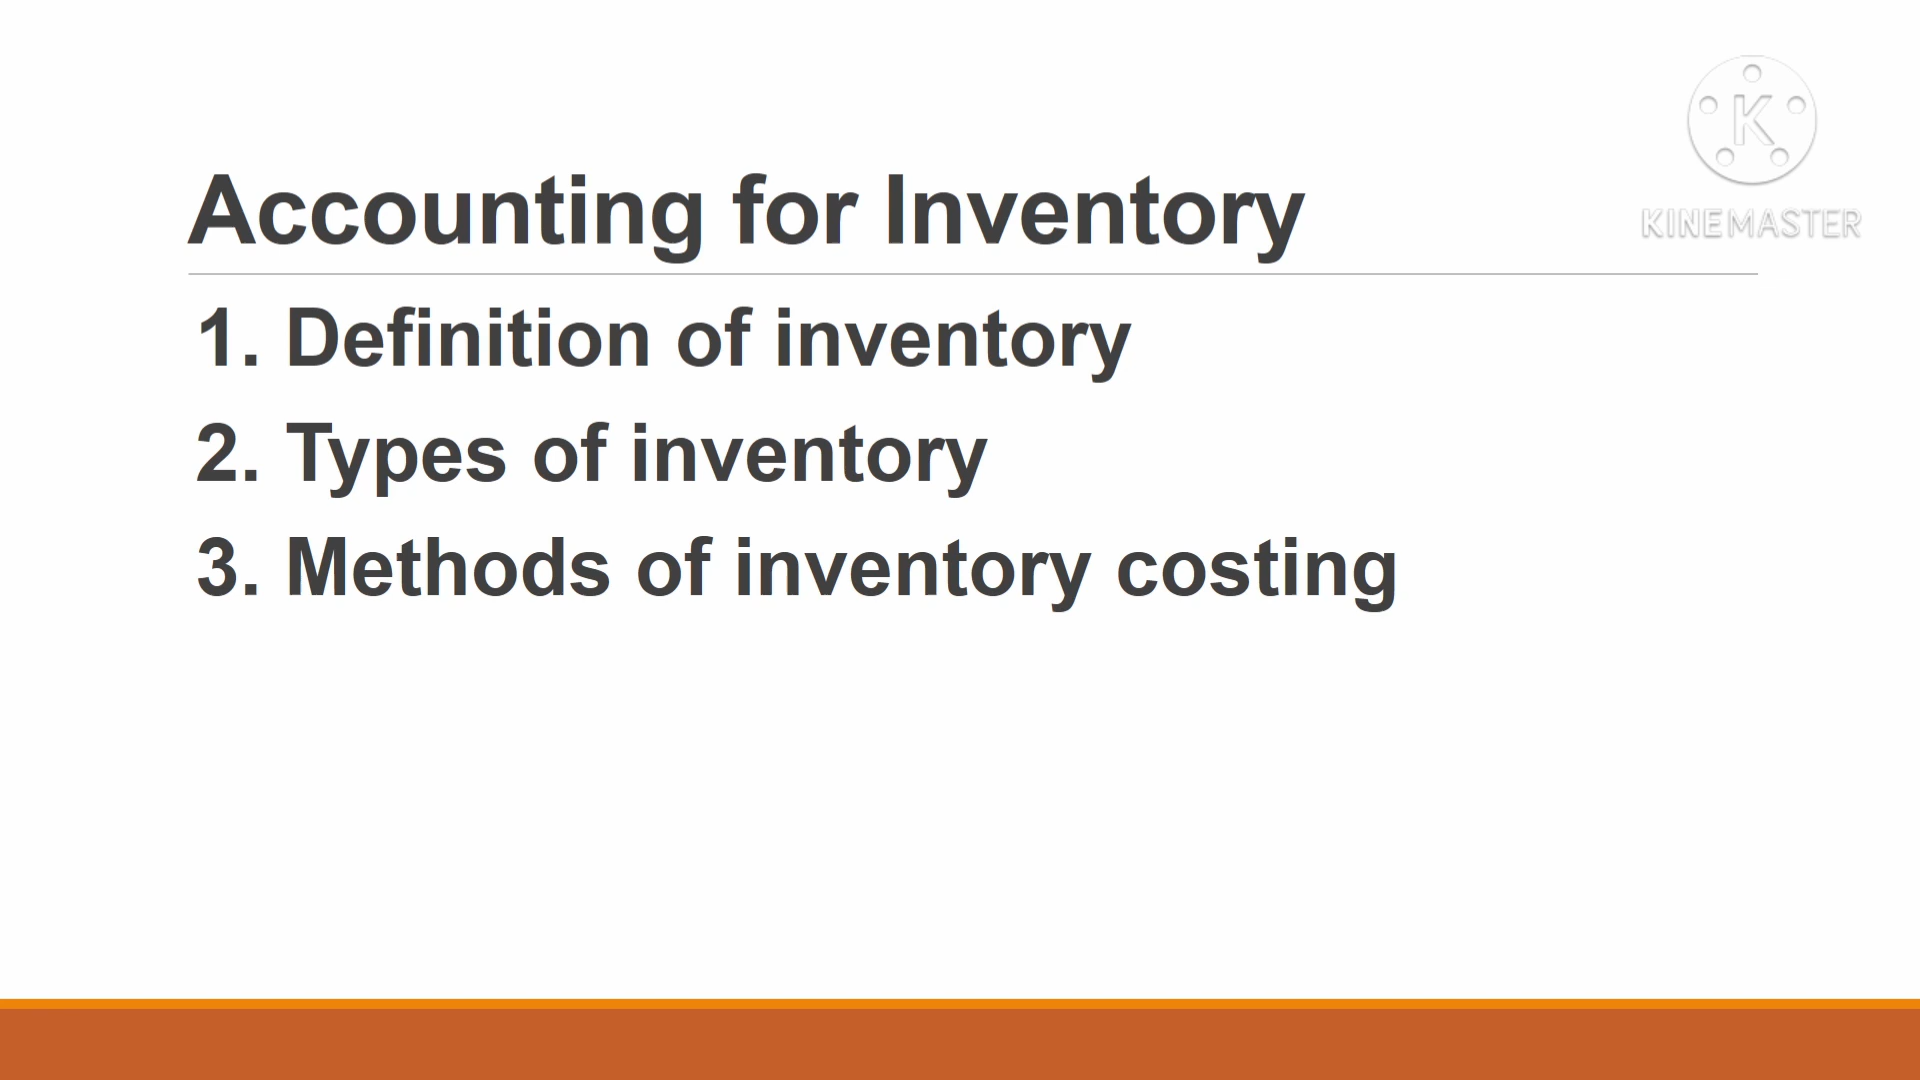 K
KINEMASTER
Accounting for Inventory
1. Definition of inventory
2. Types of inventory
3. Methods of inventory costing